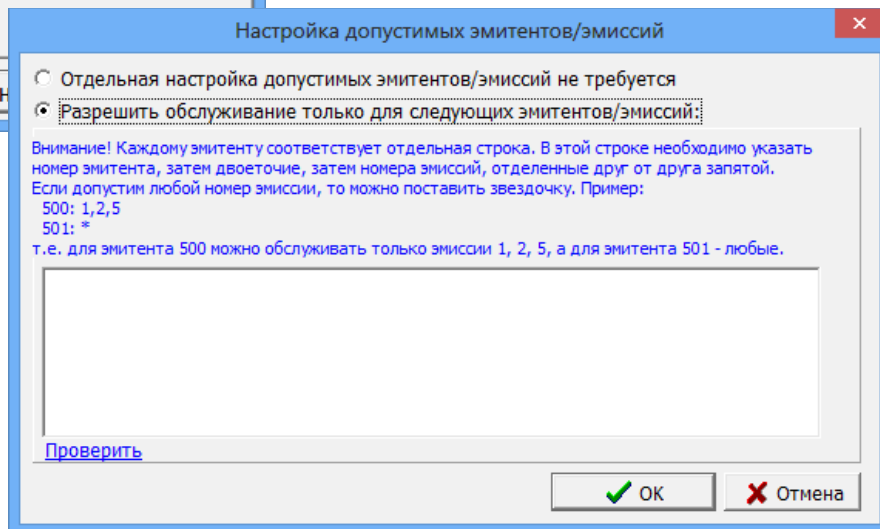 Настройка допустимых эмитентов/эмиссий
Отдельная настройка допустимых эмитентов/эмиссий не требуется
Разрешить обслуживание только для следующих эмитентов/эмиссий:
Внимание! Каждому эмитенту соответствует отдельная строка. В этой строке необходимо указать
номер эмитента, затем двоеточие, затем номера эмиссий, отделенные друг от друга запятой.
Если допустим любой номер эмиссии, то можно поставить звездочку. Пример:
500: 1,2,5
501: *
т.е. для эмитента 500 можно обслуживать только эмиссии 1, 2, 5, а для эмитента 501 - любые.
Проверить
OK
Отмена